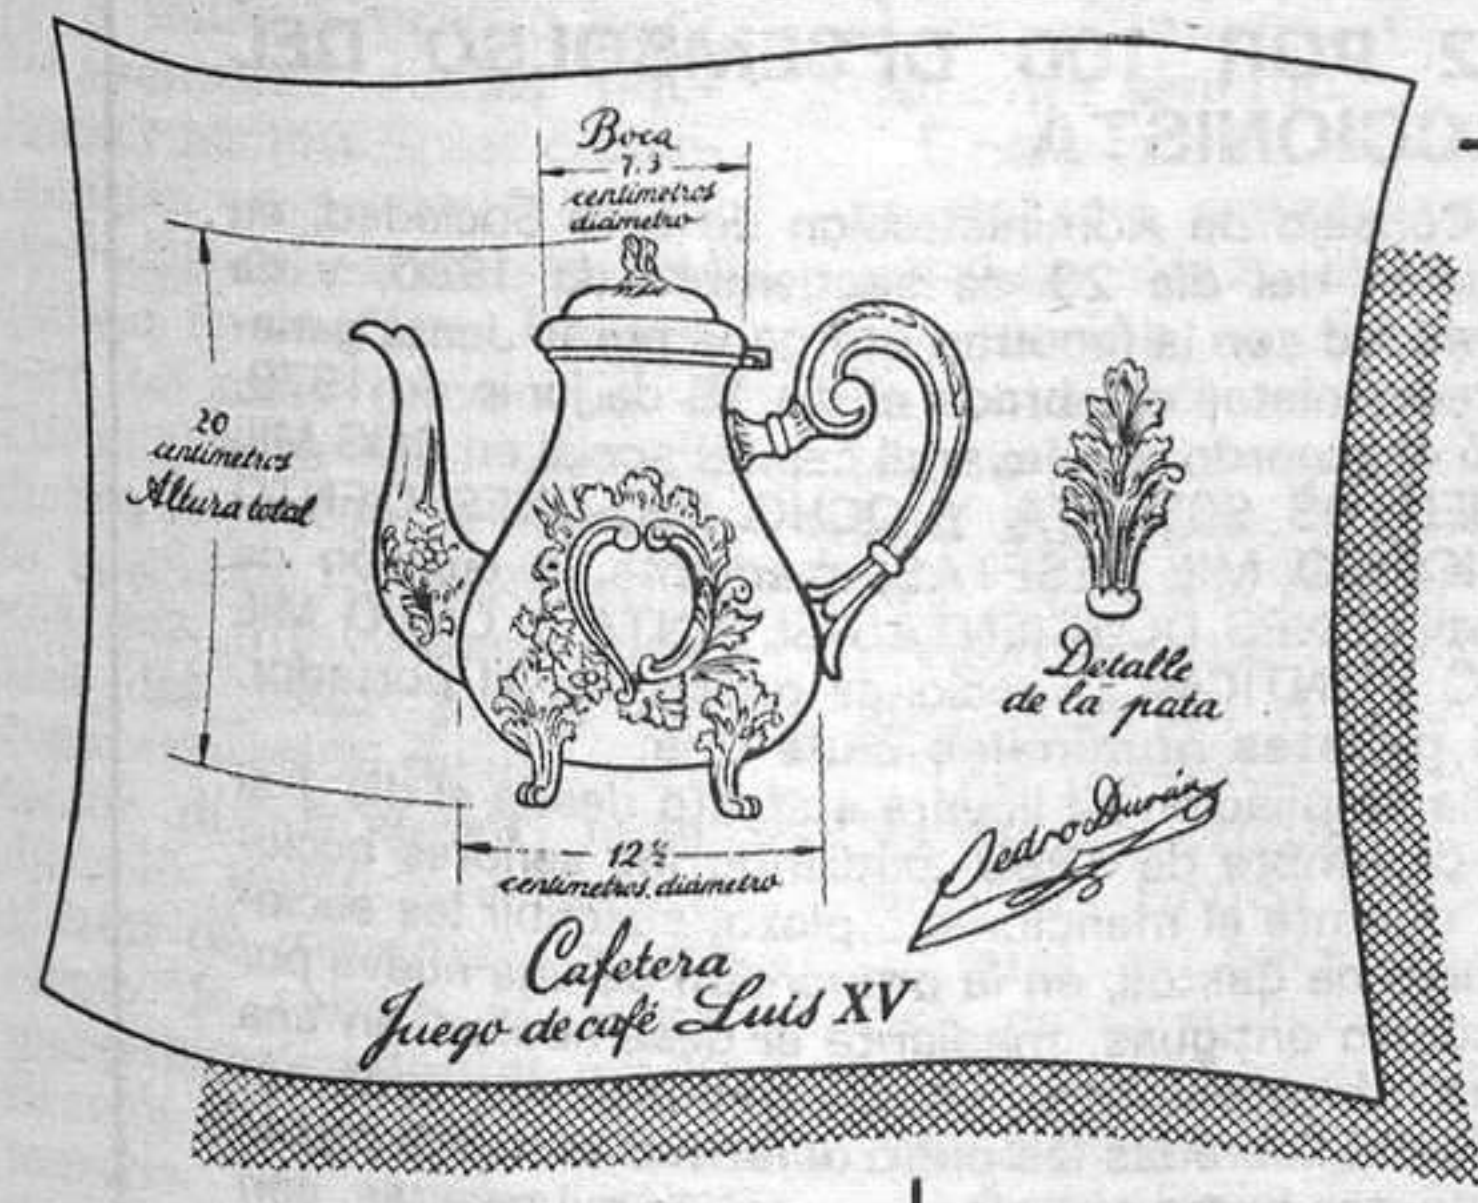 Boca
7,3
centímetros
diámetro
20
centímetros
Altura total
Detalle
de la pata
Pedro Durán
12 ½
centímetros. diámetro
Cafetera
Juego de café Luis XV